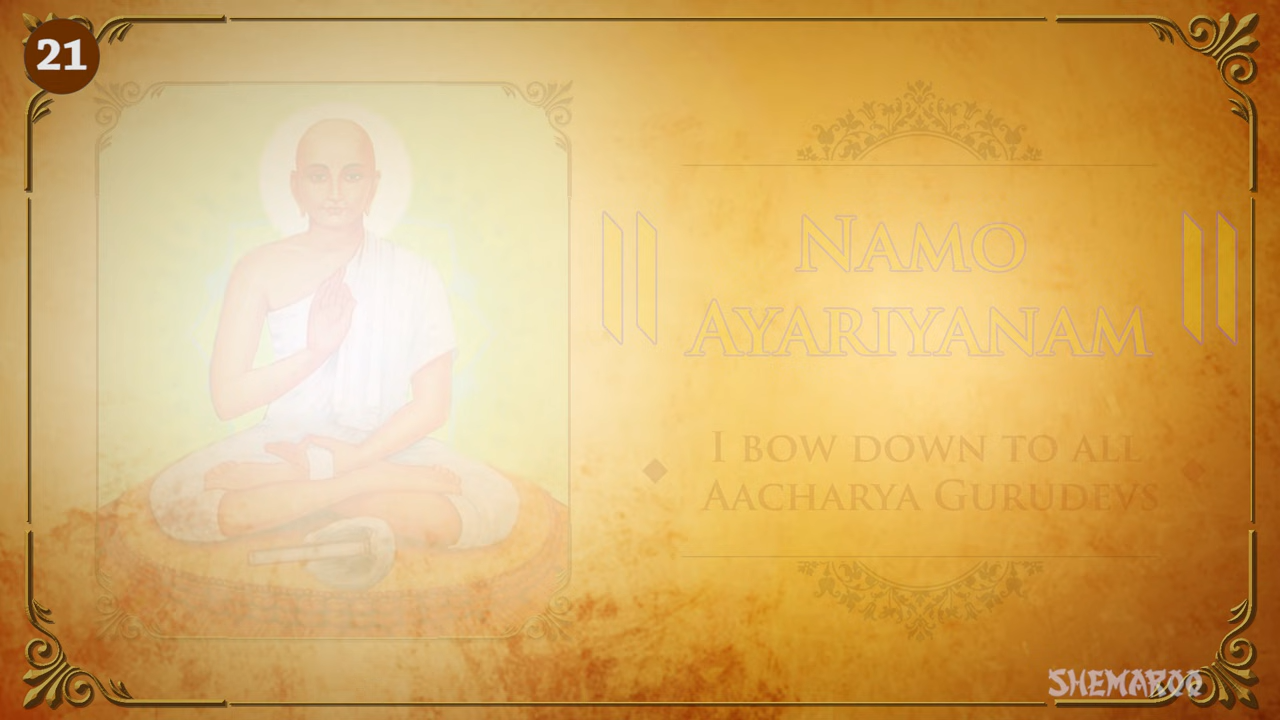 21
NAMO
AYARIYANAM
I BOW DOWN TO ALL
AACHARYA GURUDEVS
SHEMAROO